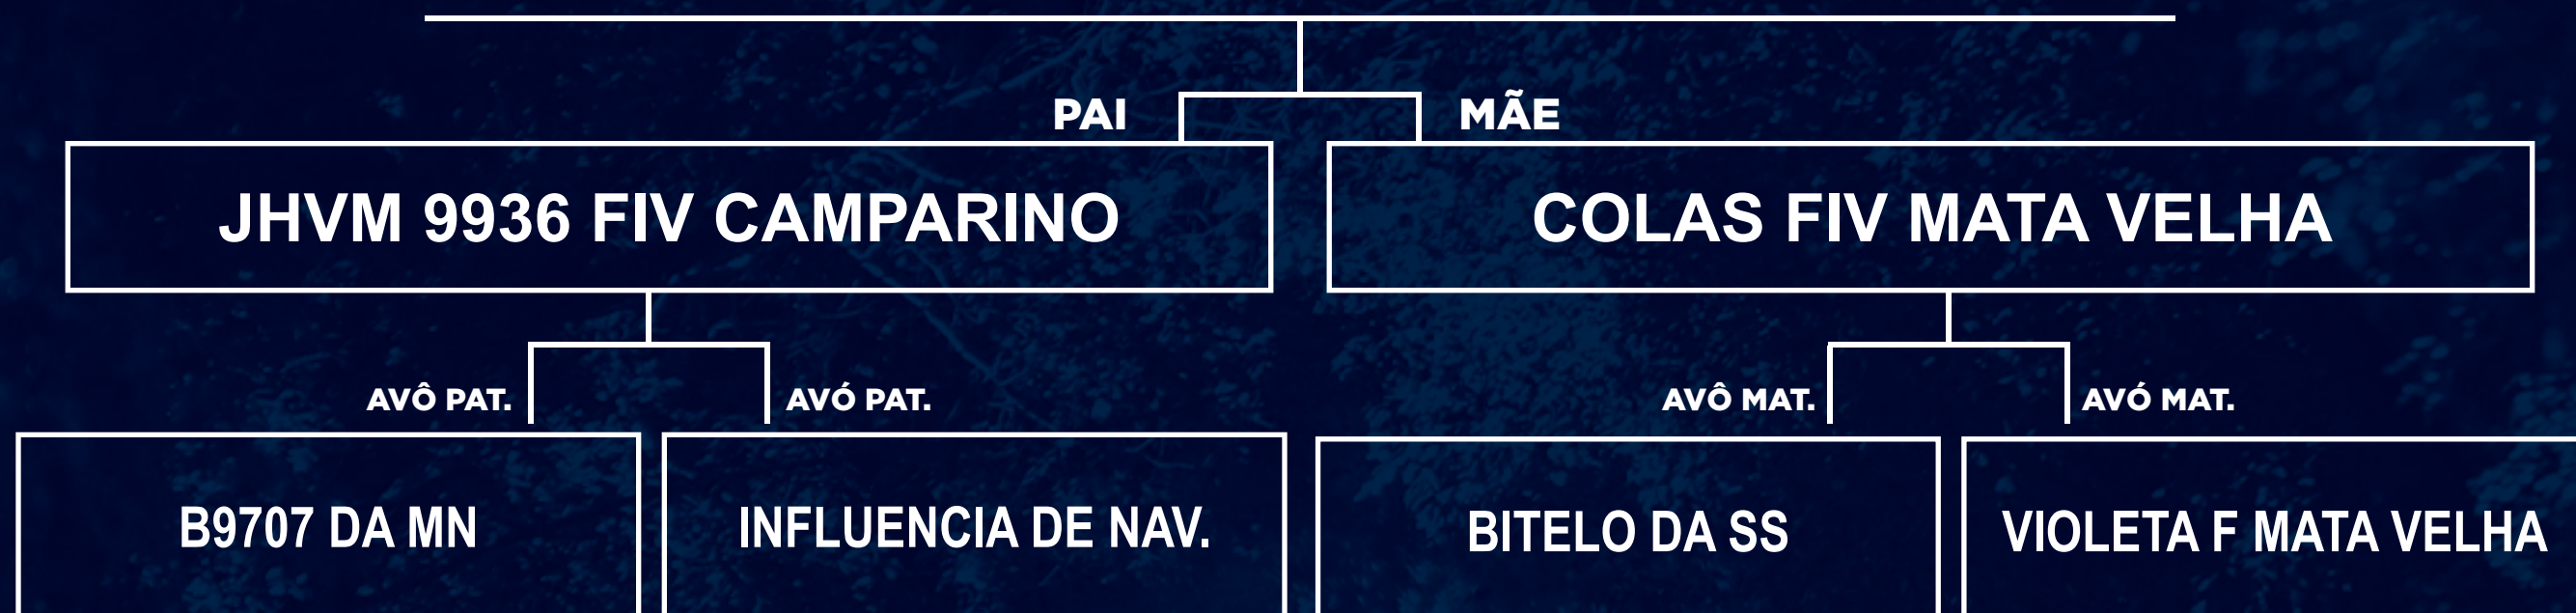 PAI
MÃE
JHVM 9936 FIV CAMPARINO
COLAS FIV MATA VELHA
AVÔ PAT.
AVÓ PAT.
AVÔ MAT.
AVÓ MAT.
B9707 DA MN
INFLUENCIA DE NAV.
BITELO DA SS
VIOLETA F MATA VELHA